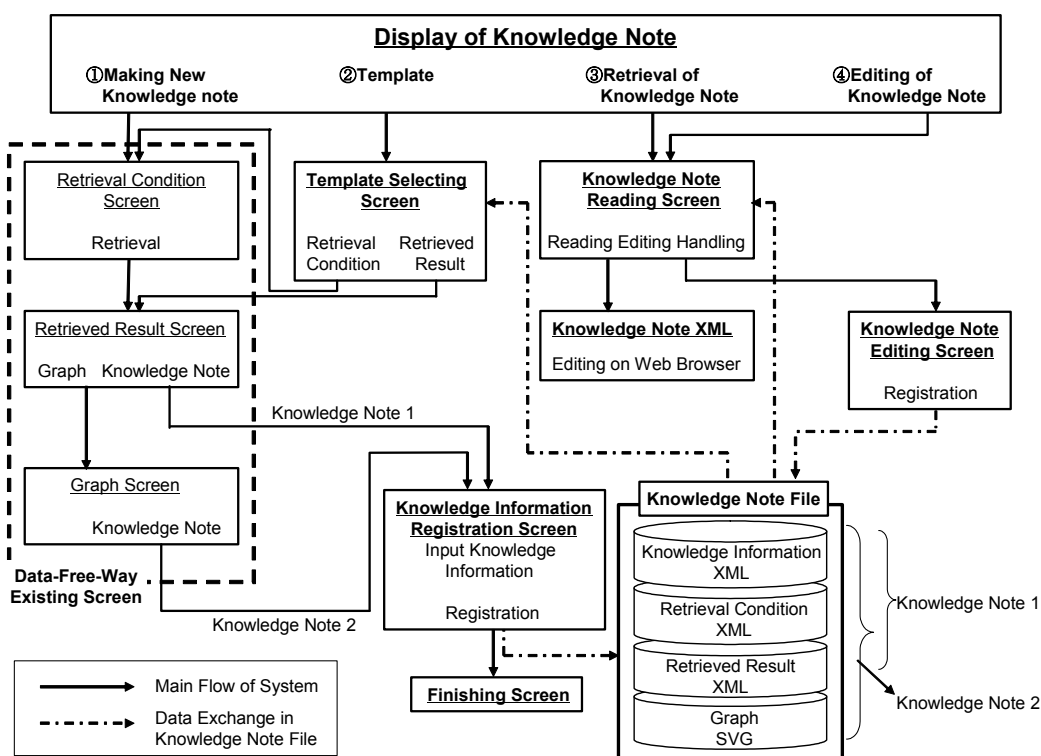 Display of Knowledge Note
①Making New
Knowledge note
②Template
③Retrieval of
Knowledge Note
④Editing of
Knowledge Note
Retrieval Condition
Screen
Retrieval
Template Selecting
Screen
Retrieval
Condition
Retrieved
Result
Knowledge Note
Reading Screen
Reading Editing Handling
Retrieved Result Screen
Graph Knowledge Note
Knowledge Note XML
Editing on Web Browser
Knowledge Note
Editing Screen
Registration
Knowledge Note 1
Graph Screen
Knowledge Note
Data-Free-Way
Existing Screen
Knowledge Note 2
Knowledge Information
Registration Screen
Input Knowledge
Information
Registration
Finishing Screen
Knowledge Note File
Knowledge Information
XML
Retrieval Condition
XML
Retrieved Result
XML
Graph
SVG
Knowledge Note 1
Knowledge Note 2
Main Flow of System
Data Exchange in
Knowledge Note File